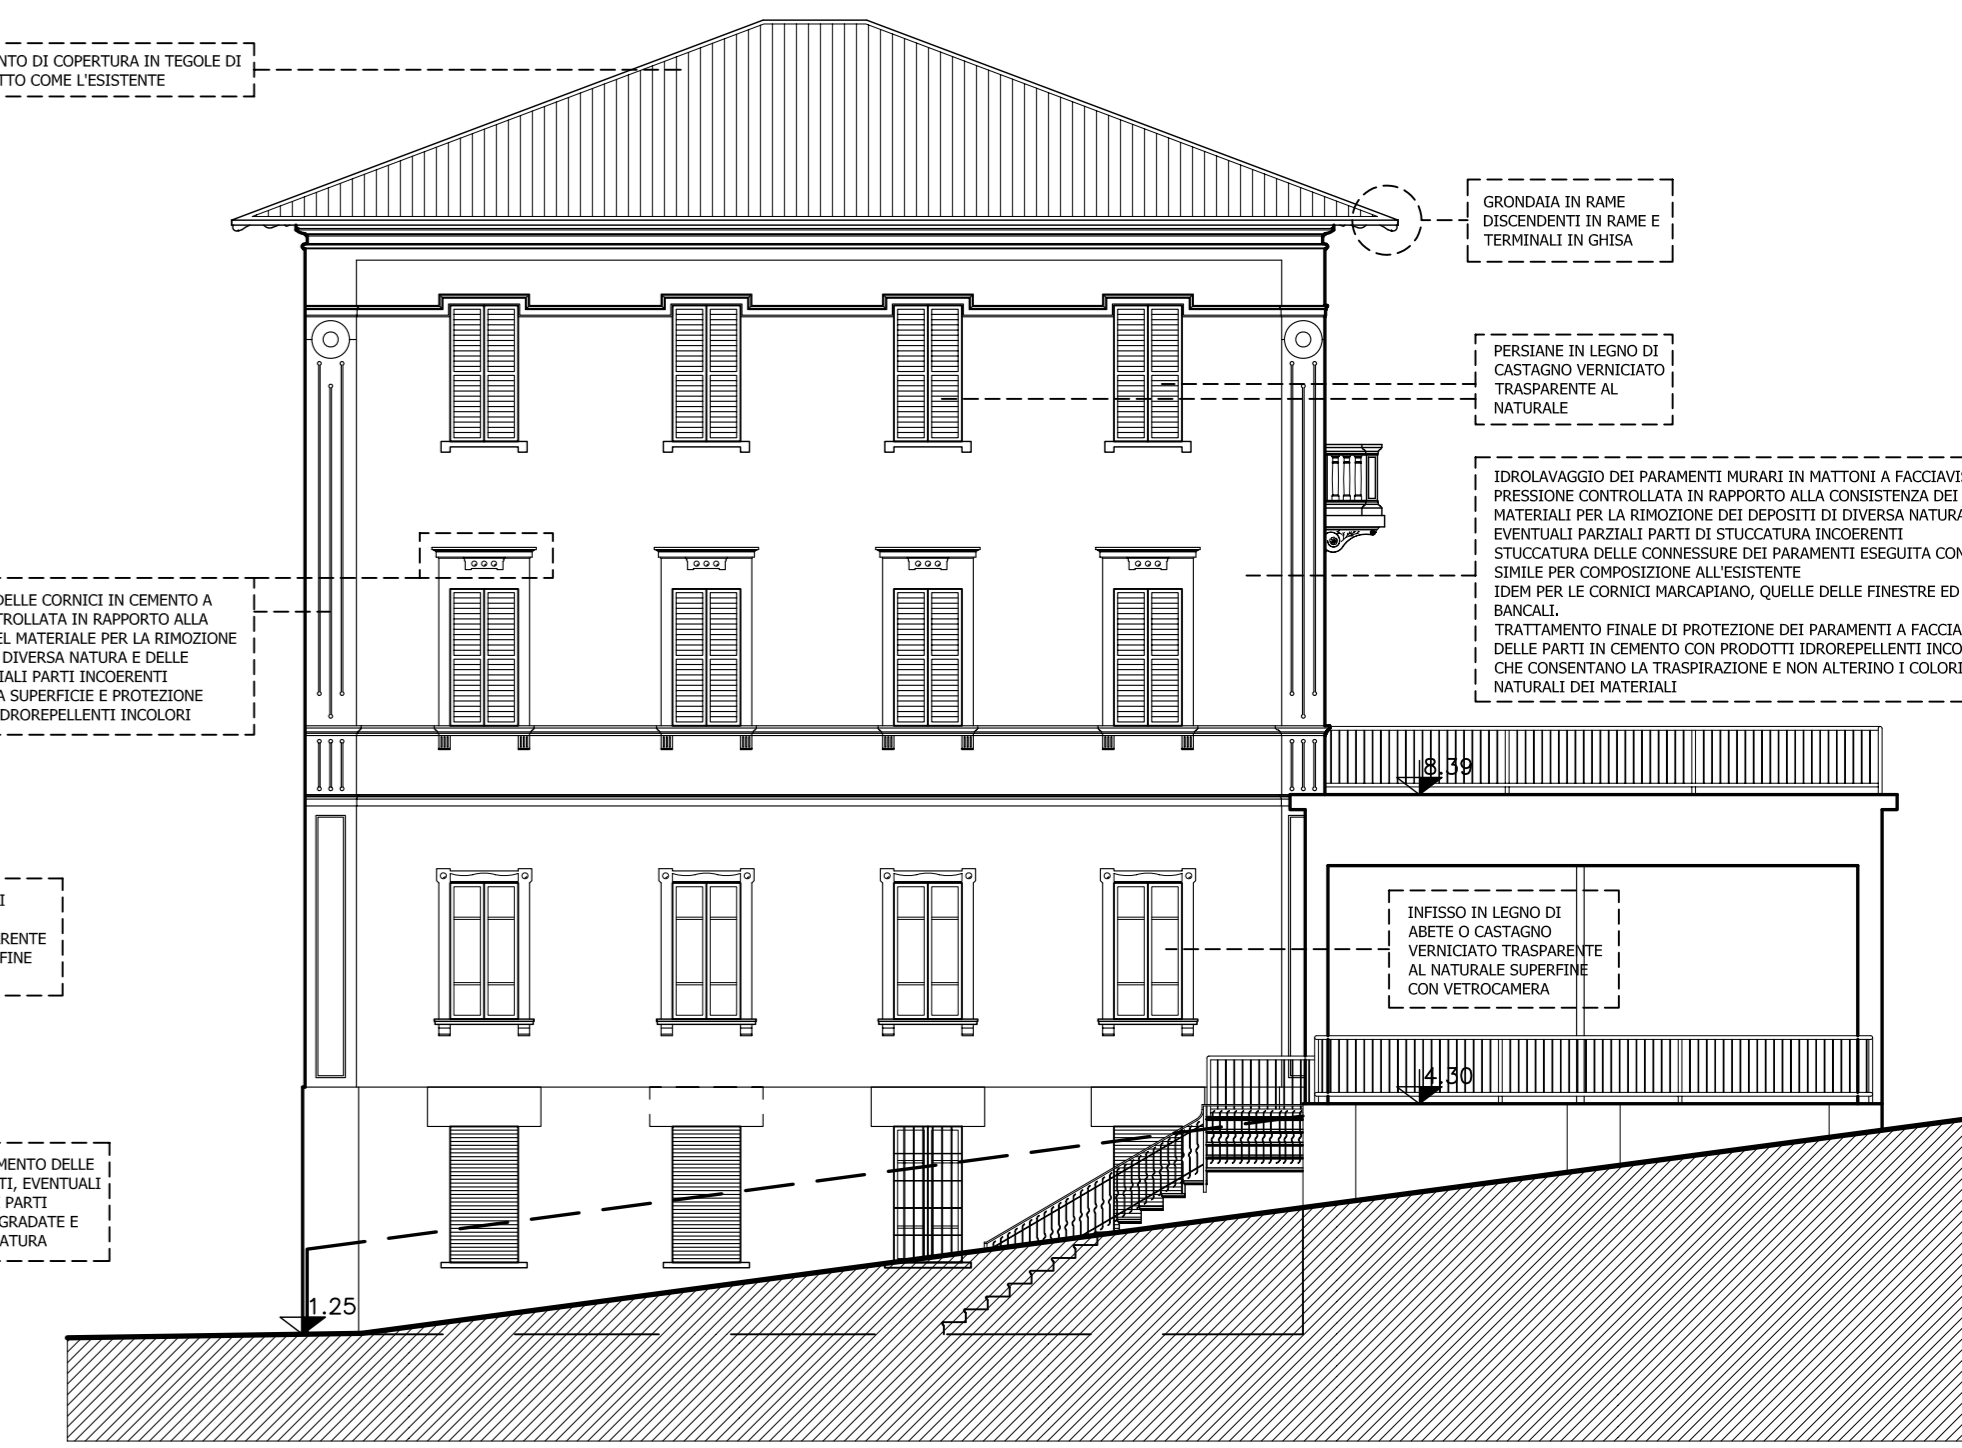 NTO DI COPERTURA IN TEGOLE DI
TTO COME L'ESISTENTE
GRONDAIA IN RAME
DISCENDENTI IN RAME E
TERMINALI IN GHISA
PERSIANE IN LEGNO DI
CASTAGNO VERNICIATO
TRASPARENTE AL
NATURALE
IDROLAVAGGIO DEI PARAMENTI MURARI IN MATTONI A FACCIAVIS
PRESSIONE CONTROLLATA IN RAPPORTO ALLA CONSISTENZA DEI
MATERIALI PER LA RIMOZIONE DEI DEPOSITI DI DIVERSA NATURA
EVENTUALI PARZIALI PARTI DI STUCCATURA INCOERENTI
STUCCATURA DELLE CONNESSURE DEI PARAMENTI ESEGUITA CON
SIMILE PER COMPOSIZIONE ALL'ESISTENTE
IDEM PER LE CORNICI MARCAPIANO, QUELLE DELLE FINESTRE ED
BANCALI.
TRATTAMENTO FINALE DI PROTEZIONE DEI PARAMENTI A FACCIA
DELLE PARTI IN CEMENTO CON PRODOTTI IDROREPELLENTI INCO
CHE CONSENTANO LA TRASPIRAZIONE E NON ALTERINO I COLORI
NATURALI DEI MATERIALI
DELLE CORNICI IN CEMENTO A
TROLLATA IN RAPPORTO ALLA
EL MATERIALE PER LA RIMOZIONE
DIVERSA NATURA E DELLE
IALI PARTI INCOERENTI
A SUPERFICIE E PROTEZIONE
DROREPELLENTI INCOLORI
8.39
I
RENTE
FINE
INFISSO IN LEGNO DI
ABETE O CASTAGNO
VERNICIATO TRASPARENTE
AL NATURALE SUPERFINE
CON VETROCAMERA
4.30
MENTO DELLE
TI, EVENTUALI
PARTI
GRADATE E
ATURA
1.25